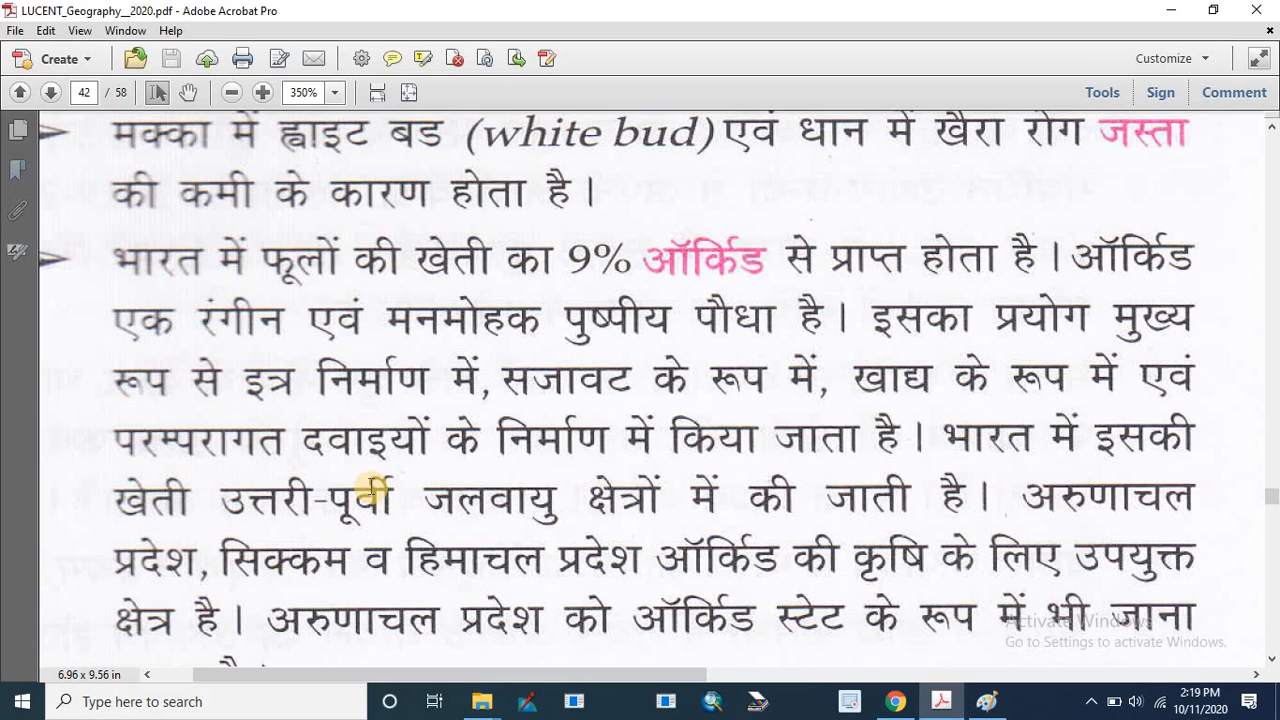 LUCENT_Geography__2020.pdf - Adobe Acrobat Pro
File Edit View Window Help
Create Customize
42 / 58 350% Tools Sign Comment
मक्का में ह्वाइट बड (white bud) एवं धान में खैरा रोग जस्ता
की कमी के कारण होता है।
भारत में फूलों की खेती का 9% ऑर्किड से प्राप्त होता है। ऑर्किड
एक रंगीन एवं मनमोहक पुष्पीय पौधा है। इसका प्रयोग मुख्य
रूप से इत्र निर्माण में, सजावट के रूप में, खाद्य के रूप में एवं
परम्परागत दवाइयों के निर्माण में किया जाता है। भारत में इसकी
खेती उत्तरी-पूर्वी जलवायु क्षेत्रों में की जाती है। अरुणाचल
प्रदेश, सिक्कम व हिमाचल प्रदेश ऑर्किड की कृषि के लिए उपयुक्त
क्षेत्र है। अरुणाचल प्रदेश को ऑर्किड स्टेट के रूप में भी जाना
Activate Windows
Go to Settings to activate Windows.
6.96 x 9.56 in
Type here to search
2:19 PM
10/11/2020